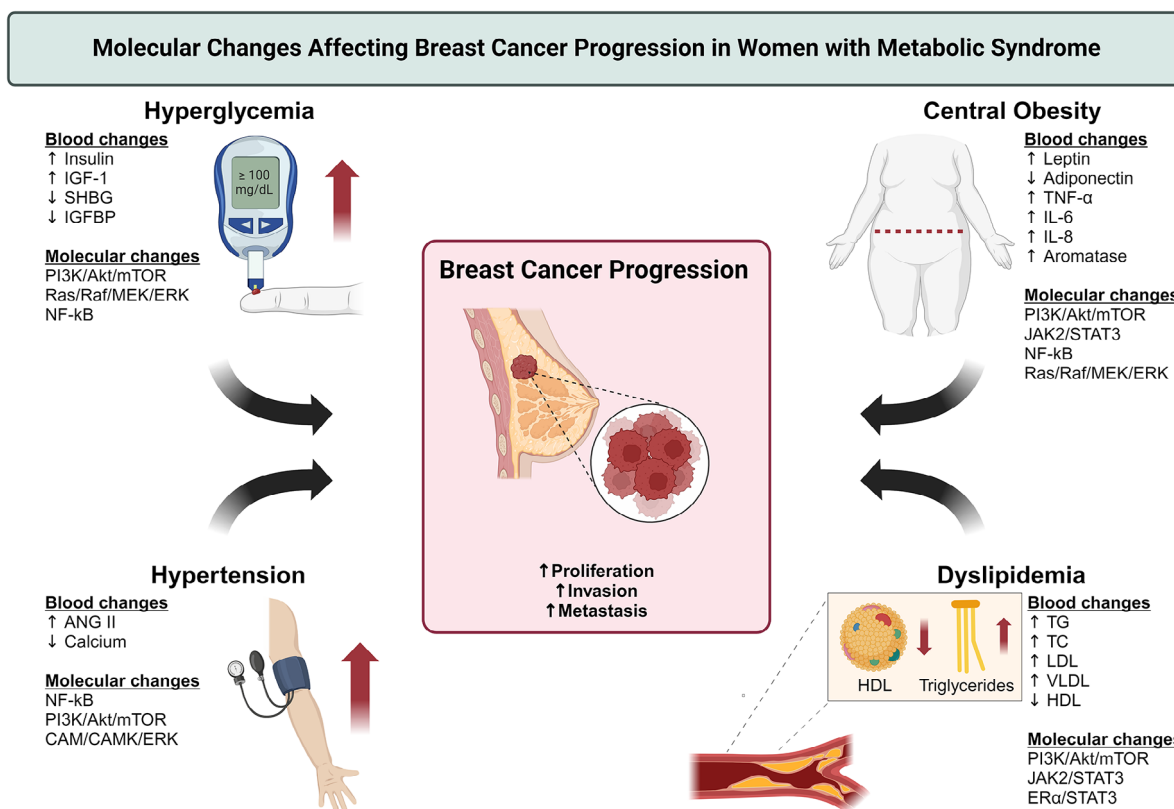 Molecular Changes Affecting Breast Cancer Progression in Women with Metabolic Syndrome
Hyperglycemia
Blood changes
↑ Insulin
↑ IGF-1
↓ SHBG
↓ IGFBP
Molecular changes
PI3K/Akt/mTOR
Ras/Raf/MEK/ERK
NF-kB
≥ 100
mg/dL
Central Obesity
Blood changes
↑ Leptin
↓ Adiponectin
↑ TNF-α
↑ IL-6
↑ IL-8
↑ Aromatase
Molecular changes
PI3K/Akt/mTOR
JAK2/STAT3
NF-kB
Ras/Raf/MEK/ERK
Breast Cancer Progression
↑Proliferation
↑Invasion
↑Metastasis
Hypertension
Blood changes
↑ ANG II
↓ Calcium
Molecular changes
NF-kB
PI3K/Akt/mTOR
CAM/CAMK/ERK
Dyslipidemia
HDL
Triglycerides
Blood changes
↑ TG
↑ TC
↑ LDL
↑ VLDL
↓ HDL
Molecular changes
PI3K/Akt/mTOR
JAK2/STAT3
ERα/STAT3